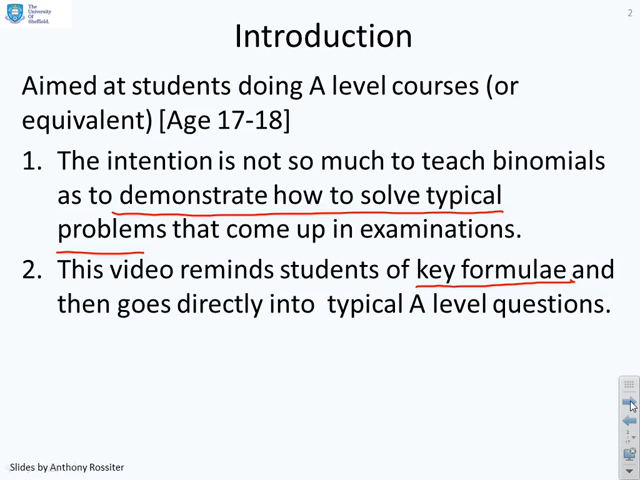 The
University
Of
Sheffield.
2
Introduction
Aimed at students doing A level courses (or
equivalent) [Age 17-18]
1. The intention is not so much to teach binomials
as to demonstrate how to solve typical
problems that come up in examinations.
2. This video reminds students of key formulae and
then goes directly into typical A level questions.
Slides by Anthony Rossiter